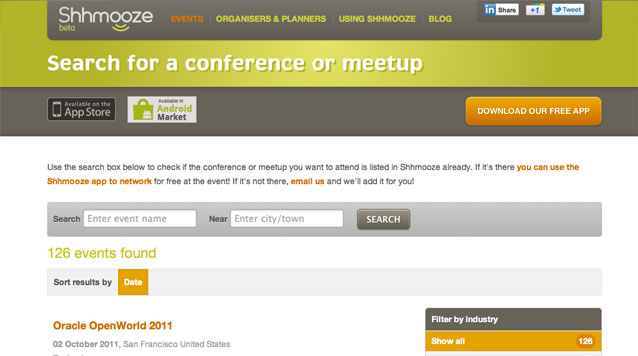 Shhmooze
beta
EVENTS ORGANISERS & PLANNERS USING SHHMOOZE BLOG
in Share +1 Tweet
Search for a conference or meetup
Available on the
App Store
Available in
Android
Market
DOWNLOAD OUR FREE APP
Use the search box below to check if the conference or meetup you want to attend is listed in Shhmooze already. If it's there you can use the
Shhmooze app to network for free at the event! If it's not there, email us and we'll add it for you!
Search Enter event name Near Enter city/town SEARCH
126 events found
Sort results by Date
Oracle OpenWorld 2011
02 October 2011, San Francisco United States
Filter by industry
Show all 126